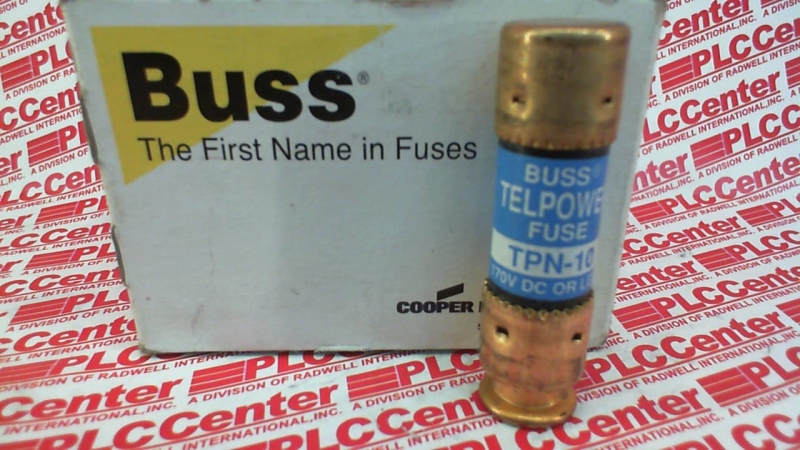 Buss®
The First Name in Fuses
COOPER
BUSS®
TELPOWE
FUSE
TPN-10
170V DC OR LE
PLCCenter
A DIVISION OF RADWELL INTERNATIONAL, INC.